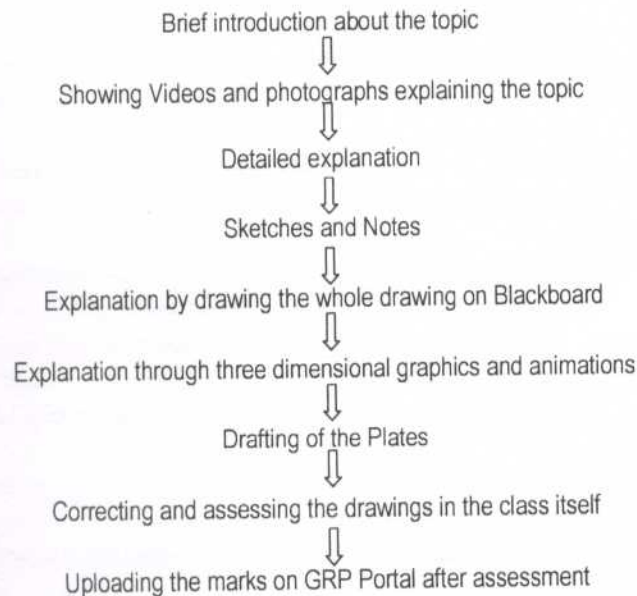 Brief introduction about the topic
Showing Videos and photographs explaining the topic
Detailed explanation
Sketches and Notes
Explanation by drawing the whole drawing on Blackboard
Explanation through three dimensional graphics and animations
Drafting of the Plates
Correcting and assessing the drawings in the class itself
Uploading the marks on GRP Portal after assessment